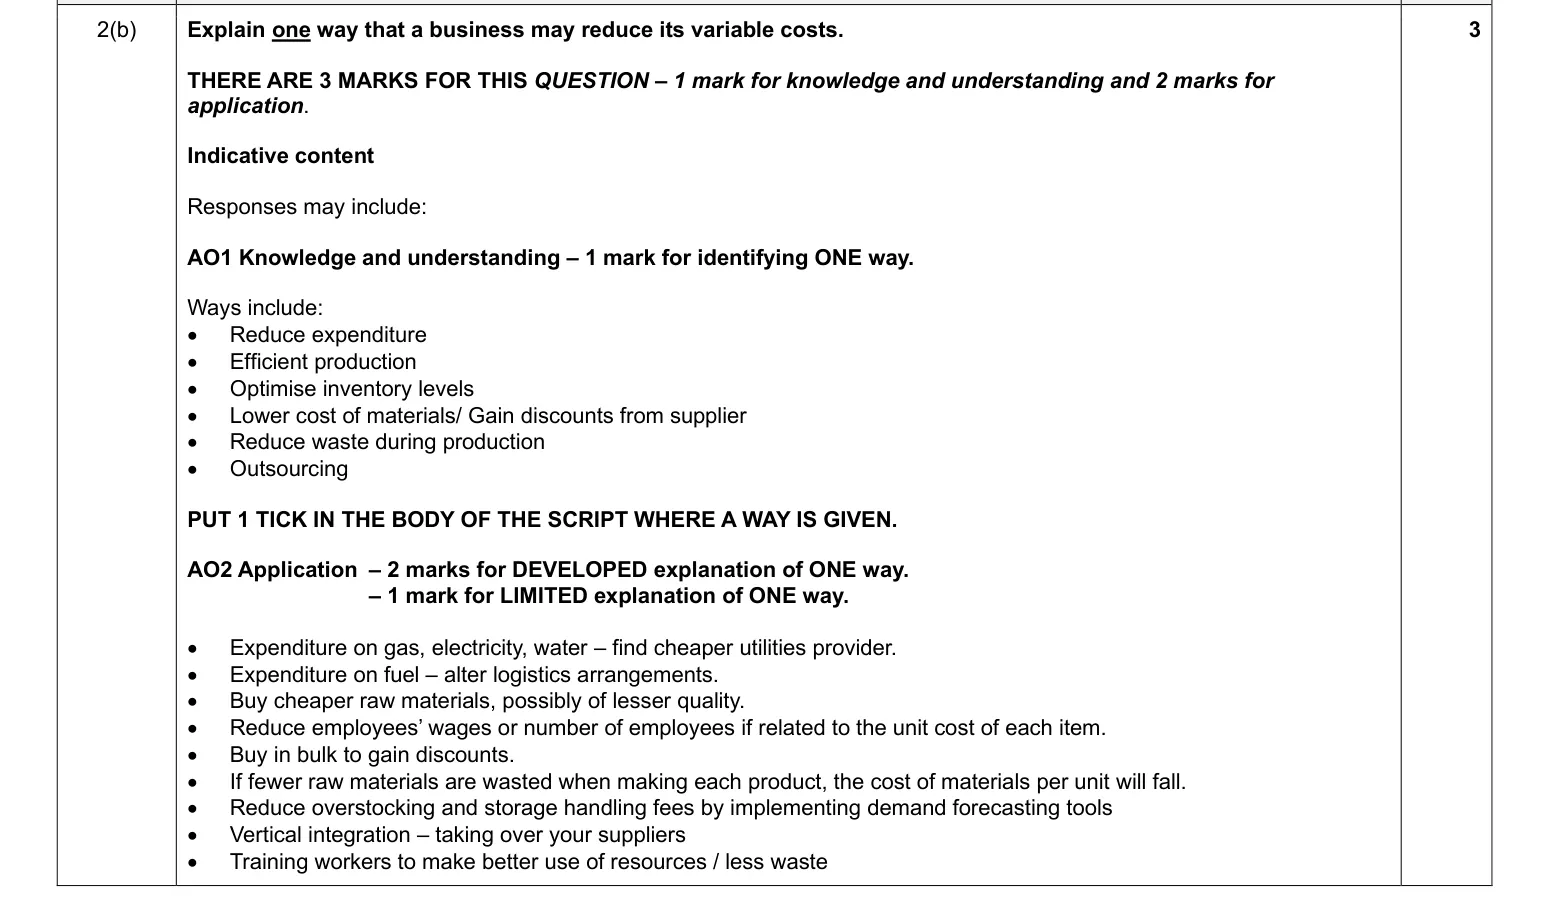 2(b)
Explain one way that a business may reduce its variable costs.
3
THERE ARE 3 MARKS FOR THIS QUESTION – 1 mark for knowledge and understanding and 2 marks for
application.
Indicative content
Responses may include:
AO1 Knowledge and understanding – 1 mark for identifying ONE way.
Ways include:
• Reduce expenditure
• Efficient production
• Optimise inventory levels
• Lower cost of materials/ Gain discounts from supplier
• Reduce waste during production
• Outsourcing
PUT 1 TICK IN THE BODY OF THE SCRIPT WHERE A WAY IS GIVEN.
AO2 Application – 2 marks for DEVELOPED explanation of ONE way.
– 1 mark for LIMITED explanation of ONE way.
• Expenditure on gas, electricity, water – find cheaper utilities provider.
• Expenditure on fuel – alter logistics arrangements.
• Buy cheaper raw materials, possibly of lesser quality.
• Reduce employees’ wages or number of employees if related to the unit cost of each item.
• Buy in bulk to gain discounts.
• If fewer raw materials are wasted when making each product, the cost of materials per unit will fall.
• Reduce overstocking and storage handling fees by implementing demand forecasting tools
• Vertical integration – taking over your suppliers
• Training workers to make better use of resources / less waste